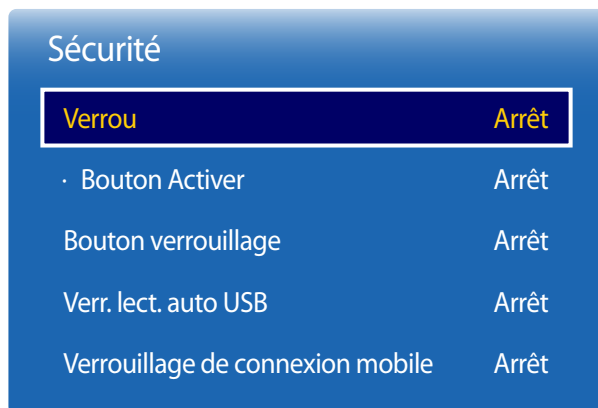 Sécurité
Verrou Arrêt
· Bouton Activer Arrêt
Bouton verrouillage Arrêt
Verr. lect. auto USB Arrêt
Verrouillage de connexion mobile Arrêt